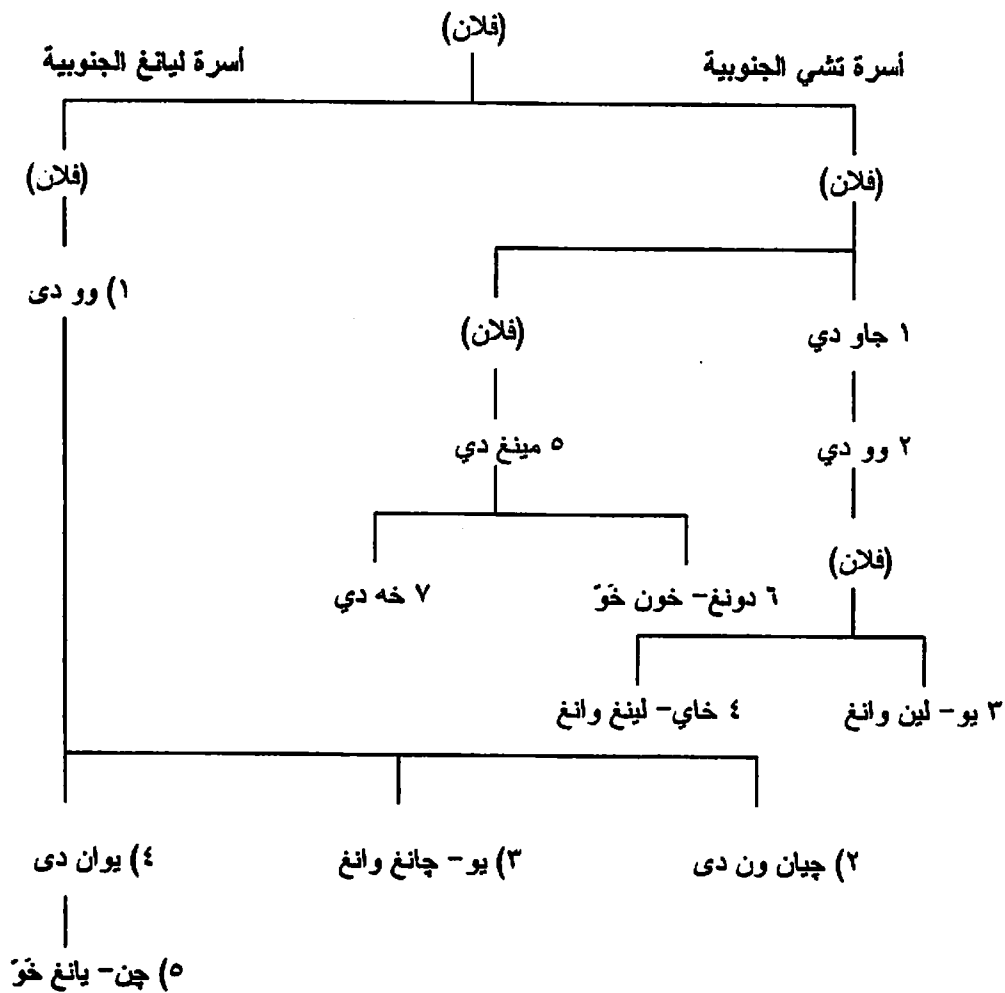 (فلان)
أسرة تشي الجنوبية
أسرة ليانغ الجنوبية
(فلان)
(فلان)
١) وو دى
١ جاو دي
(فلان)
٢ وو دي
٥ مينغ دي
(فلان)
٦ دونغ- خون خَوّ
٧ خه دي
٣ يو- لين وانغ
٤ خاي- لينغ وانغ
٢) چيان ون دى
٣) يو- چانغ وانغ
٤) يوان دى
٥) چن- يانغ خَوّ